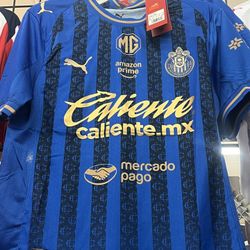 MG
amazon
prime
Caliente
caliente.mx
mercado
pago